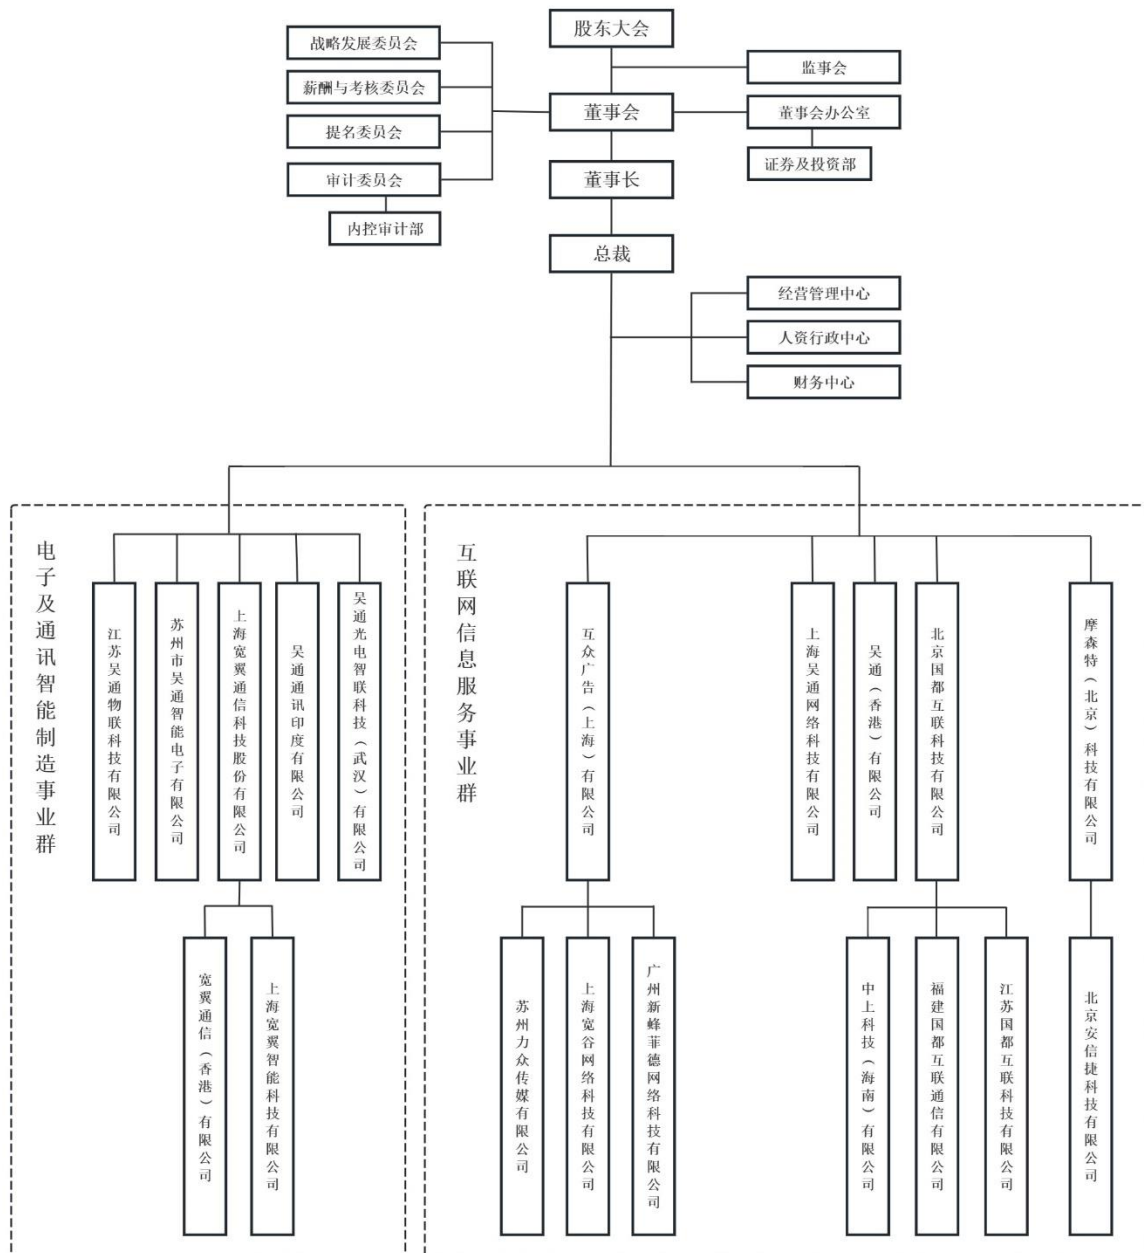 股东大会
战略发展委员会
监事会
薪酬与考核委员会
董事会
董事会办公室
提名委员会
证券及投资部
审计委员会
董事长
内控审计部
总裁
经营管理中心
人资行政中心
财务中心
电子及通讯智能制造事业群
江苏吴通物联科技有限公司
苏州市吴通智能电子有限公司
上海宽翼通信科技股份有限公司
吴通通讯印度有限公司
吴通光电智联科技（武汉）有限公司
宽翼通信（香港）有限公司
上海宽翼智能科技有限公司
互联网信息服务事业群
互众广告（上海）有限公司
上海吴通网络科技有限公司
吴通（香港）有限公司
北京国都互联科技有限公司
摩森特（北京）科技有限公司
苏州力众传媒有限公司
上海宽谷网络科技有限公司
广州新蜂菲德网络科技有限公司
中上科技（海南）有限公司
福建国都互联通信有限公司
江苏国都互联科技有限公司
北京安信捷科技有限公司